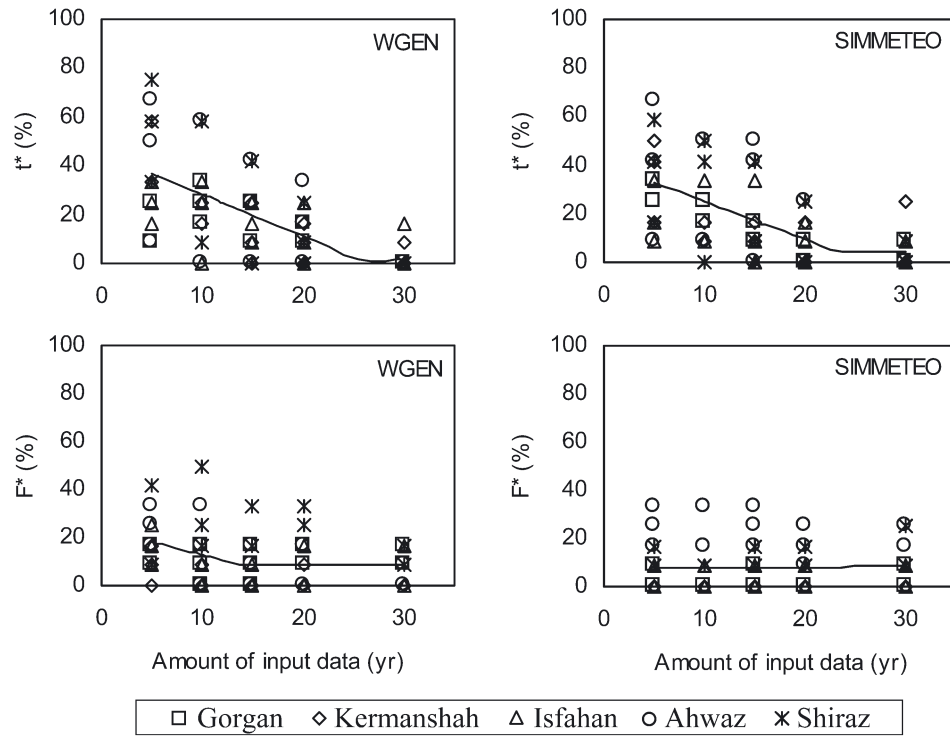 WGEN
t* (%)
100
80
60
40
20
0
0 10 20 30
SIMMETEO
t* (%)
100
80
60
40
20
0
0 10 20 30
WGEN
F* (%)
100
80
60
40
20
0
0 10 20 30
Amount of input data (yr)
SIMMETEO
F* (%)
100
80
60
40
20
0
0 10 20 30
Amount of input data (yr)
Gorgan Kermanshah Isfahan Ahwaz Shiraz